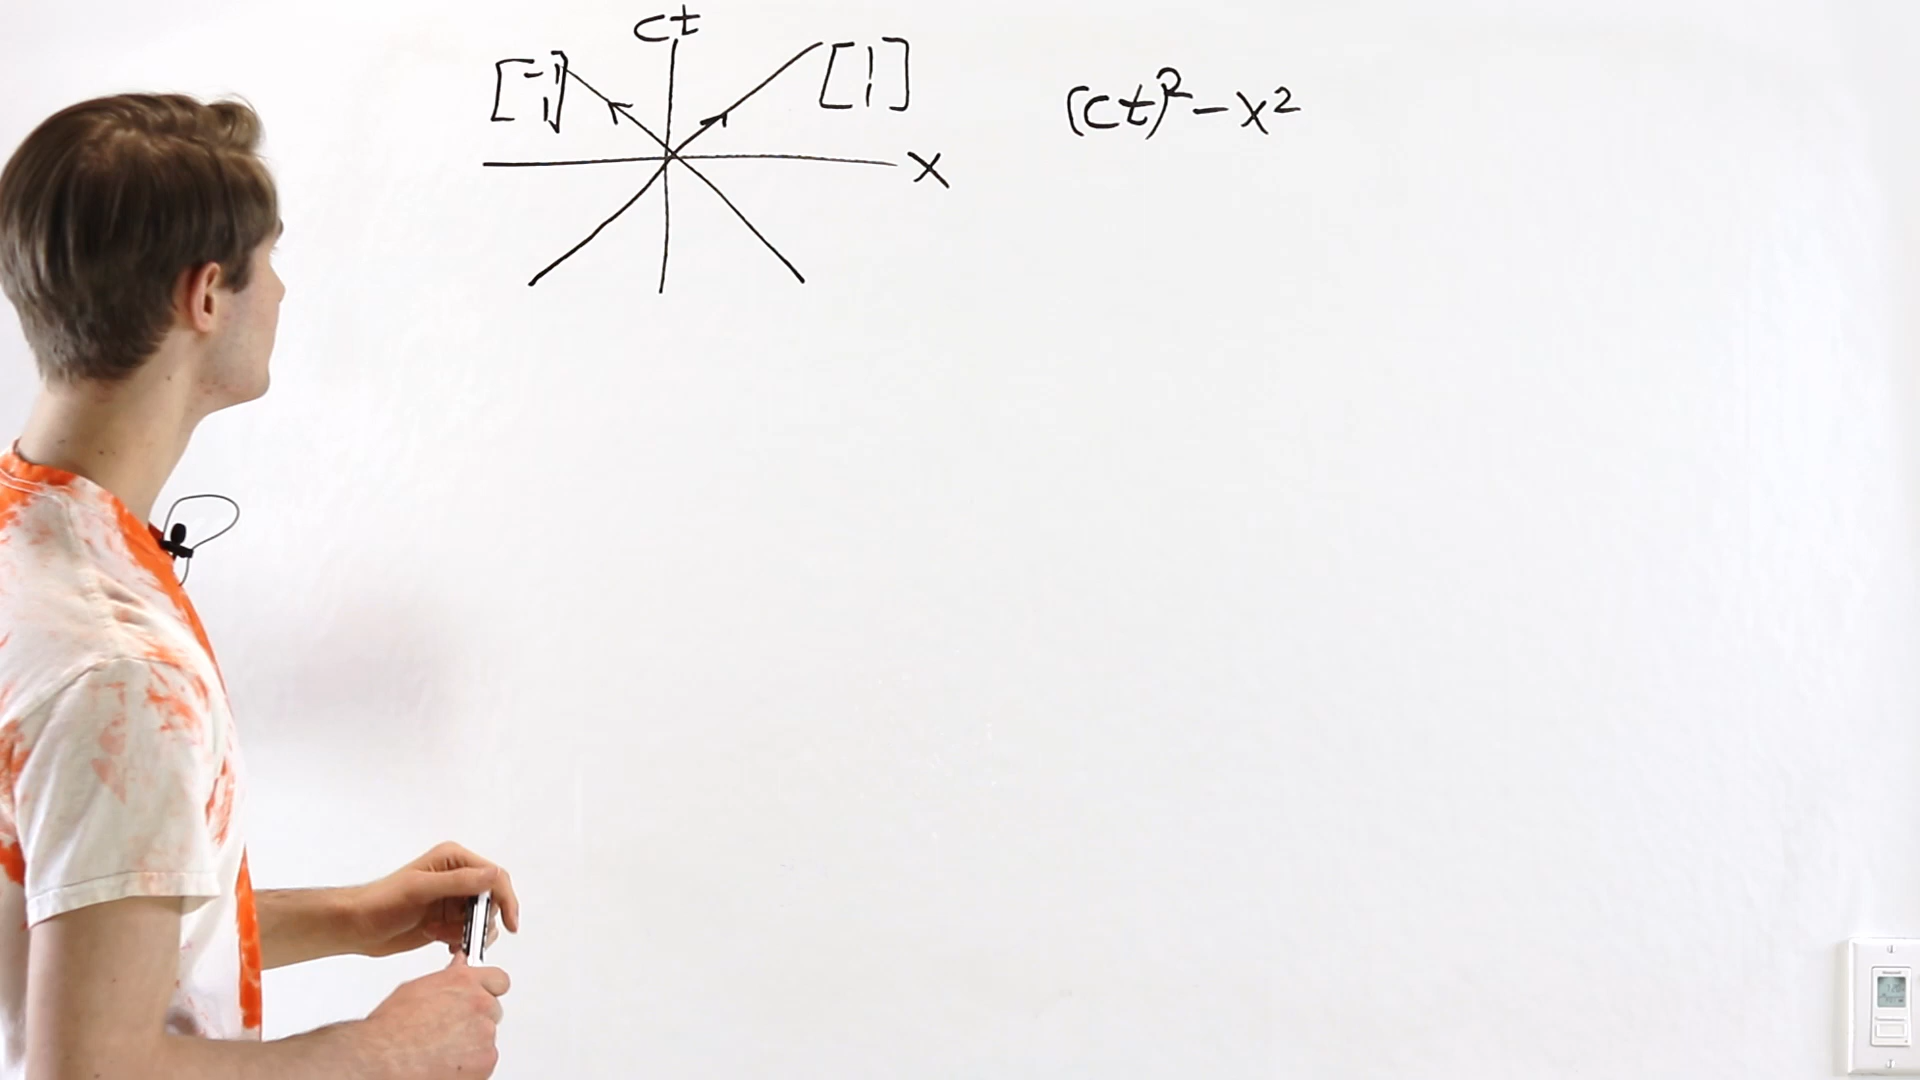 ct
[-1
1]
[1
1]
(ct)² - x²
x